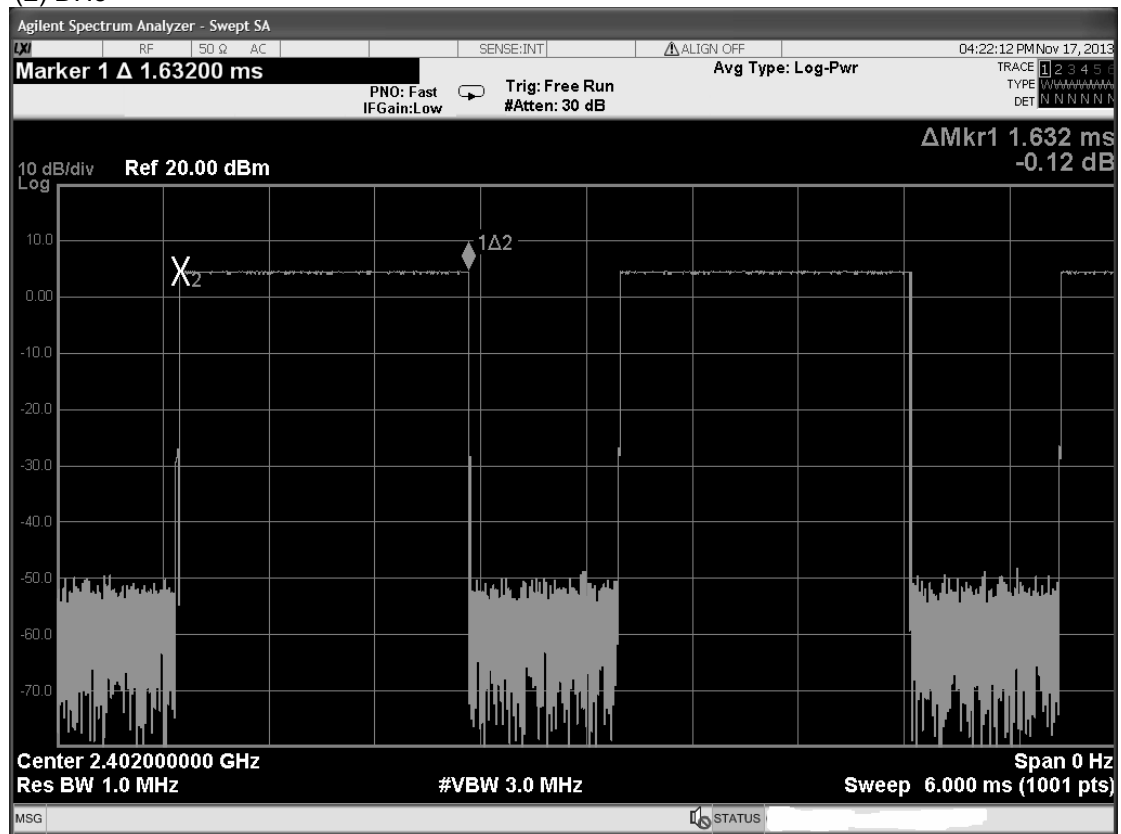 Agilent Spectrum Analyzer - Swept SA
LXI RF 50 Ω AC SENSE:INT ⚠ALIGN OFF 04:22:12 PM Nov 17, 2013
Marker 1 Δ 1.63200 ms
PNO: Fast
IFGain:Low
Trig: Free Run
#Atten: 30 dB
Avg Type: Log-Pwr
TRACE 1 2 3 4 5 6
TYPE WWWWWW
DET N N N N N N
ΔMkr1 1.632 ms
-0.12 dB
10 dB/div Ref 20.00 dBm
Log
10.0
0.00
-10.0
-20.0
-30.0
-40.0
-50.0
-60.0
-70.0
X2
1Δ2
Center 2.402000000 GHz Span 0 Hz
Res BW 1.0 MHz #VBW 3.0 MHz Sweep 6.000 ms (1001 pts)
MSG STATUS